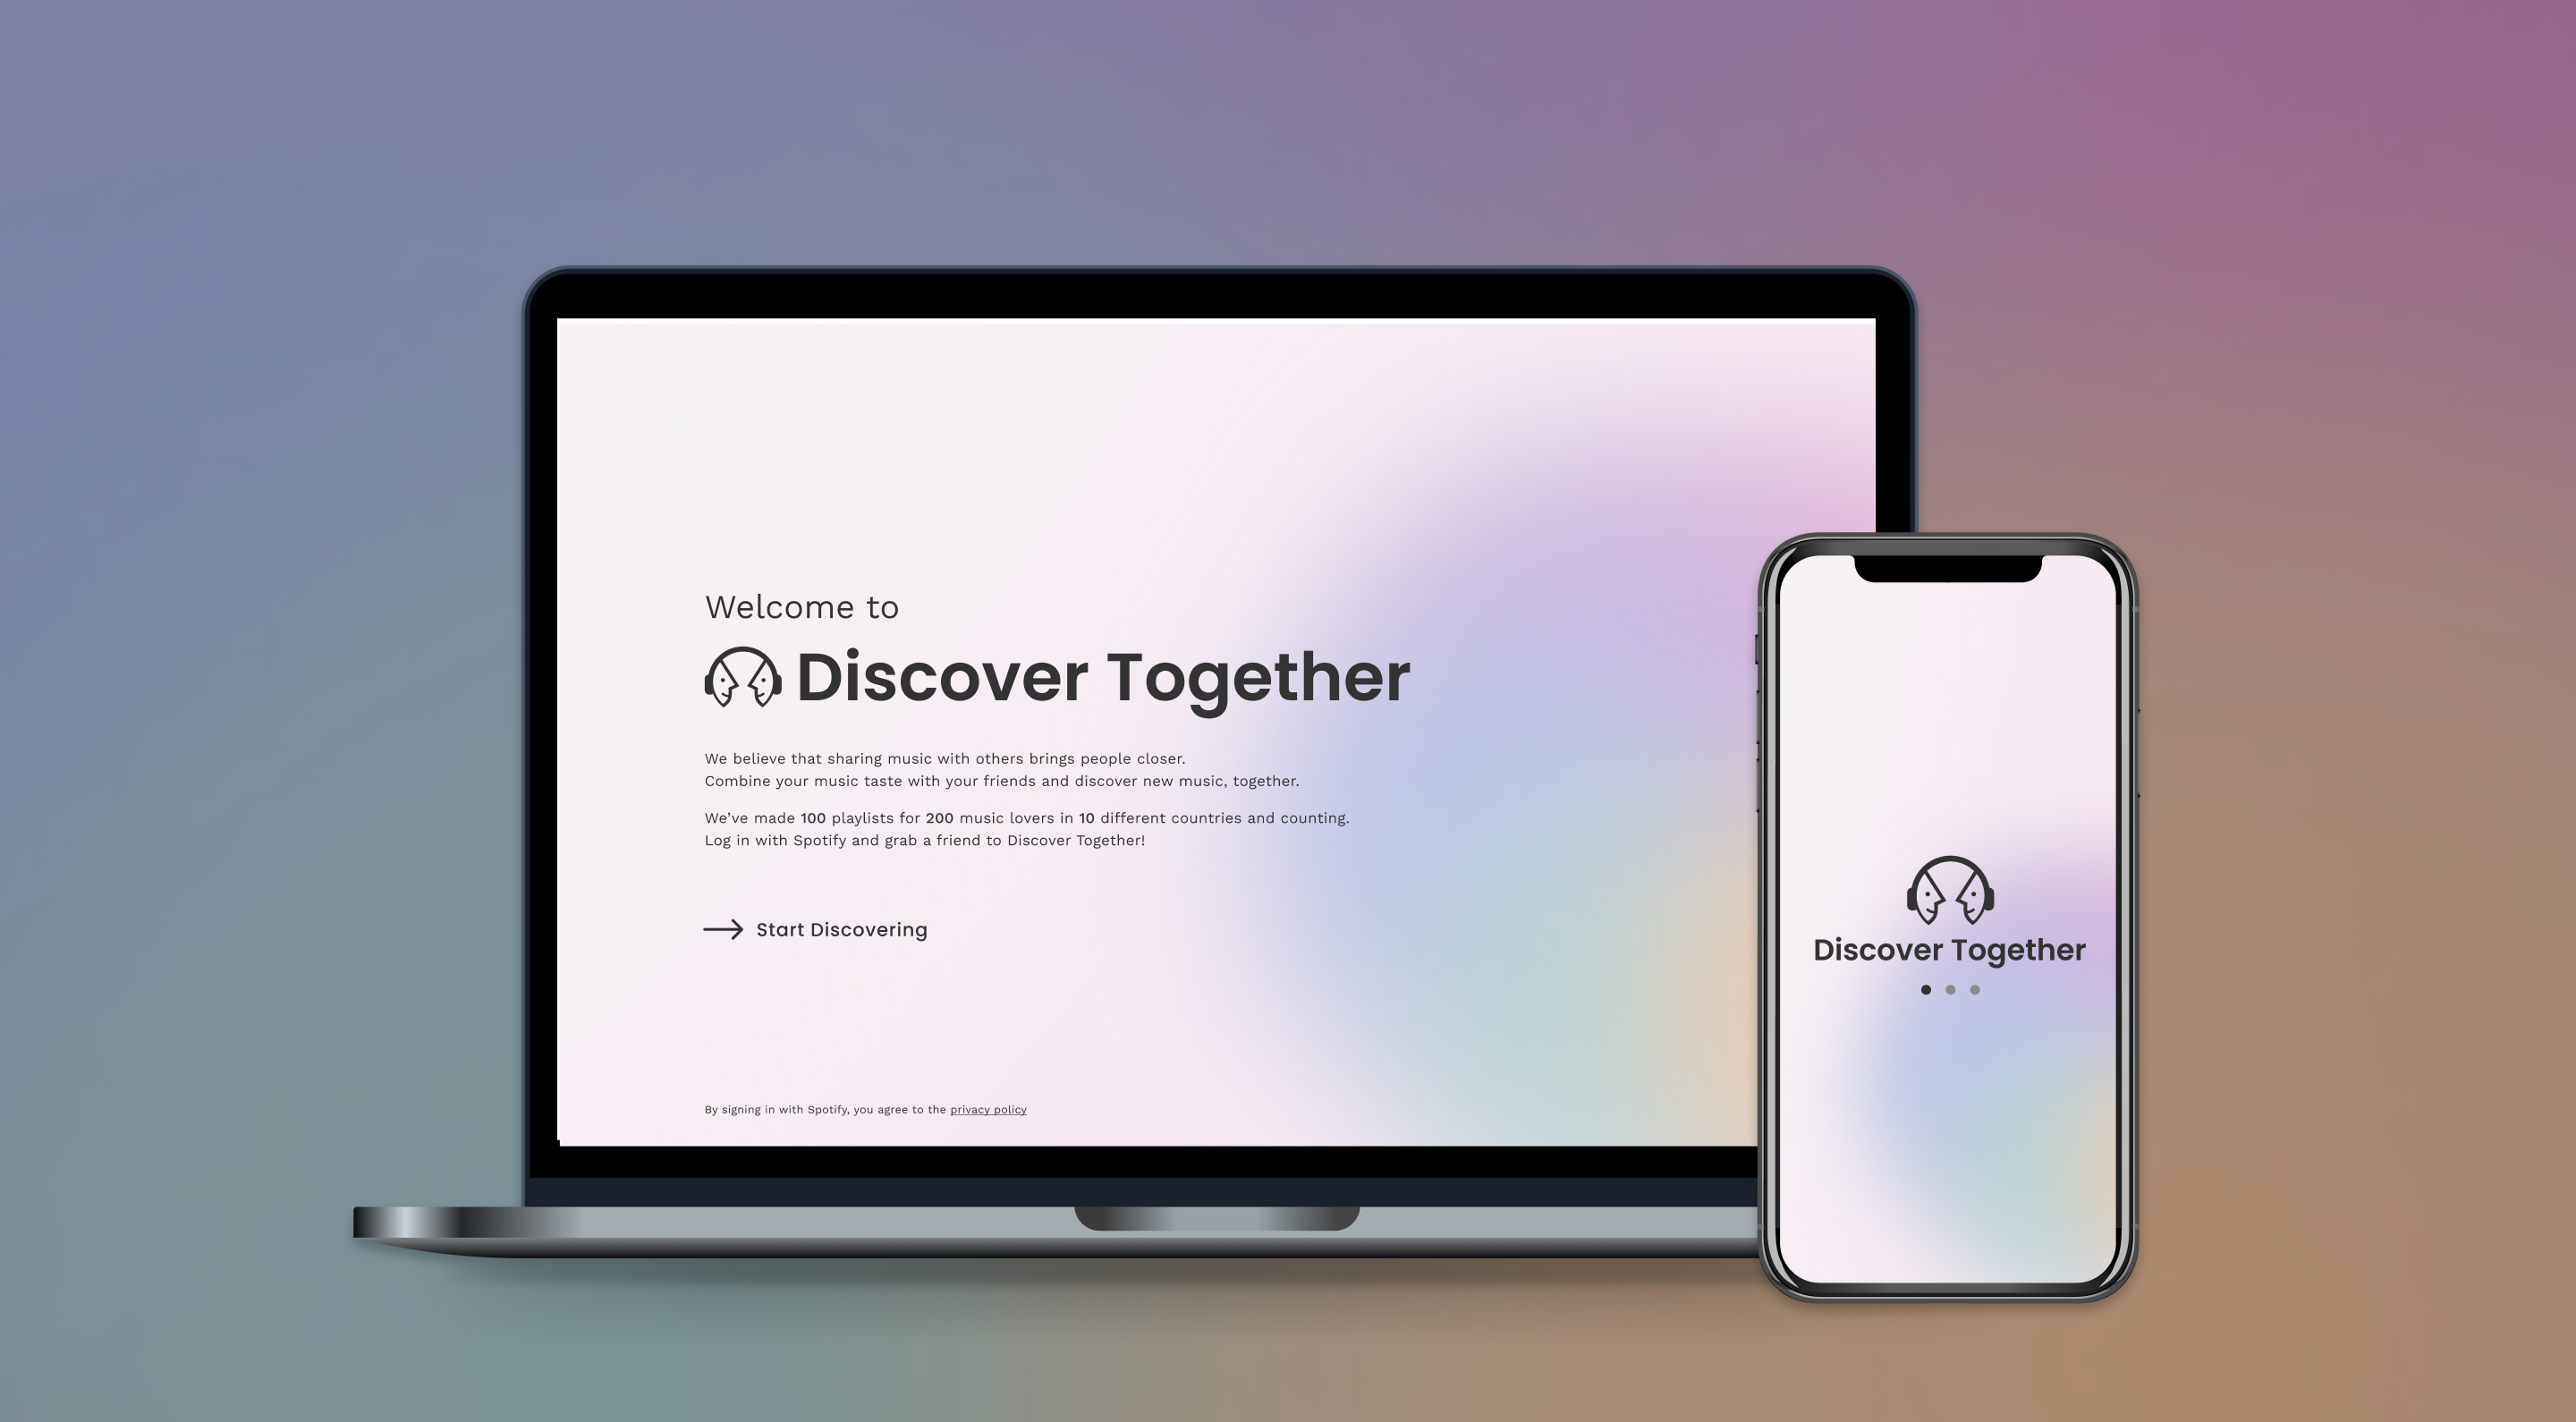 Welcome to
Discover Together
We believe that sharing music with others brings people closer.
Combine your music taste with your friends and discover new music, together.
We’ve made 100 playlists for 200 music lovers in 10 different countries and counting.
Log in with Spotify and grab a friend to Discover Together!
Start Discovering
By signing in with Spotify, you agree to the privacy policy
Discover Together